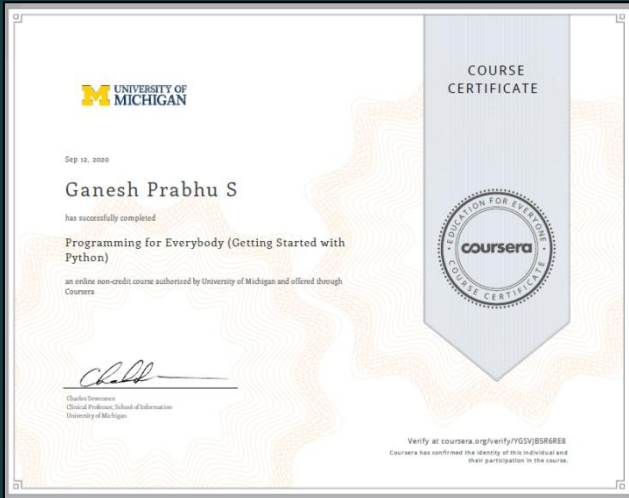 UNIVERSITY OF
MICHIGAN
Sep 12, 2020
Ganesh Prabhu S
has successfully completed
Programming for Everybody (Getting Started with
Python)
an online non-credit course authorized by University of Michigan and offered through
Coursera
Charles Severance
Clinical Professor, School of Information
University of Michigan
COURSE
CERTIFICATE
EDUCATION FOR EVERYONE
coursera
COURSE CERTIFICATE
Verify at coursera.org/verify/YGSVJB5R6RE8
Coursera has confirmed the identity of this individual and
their participation in the course.